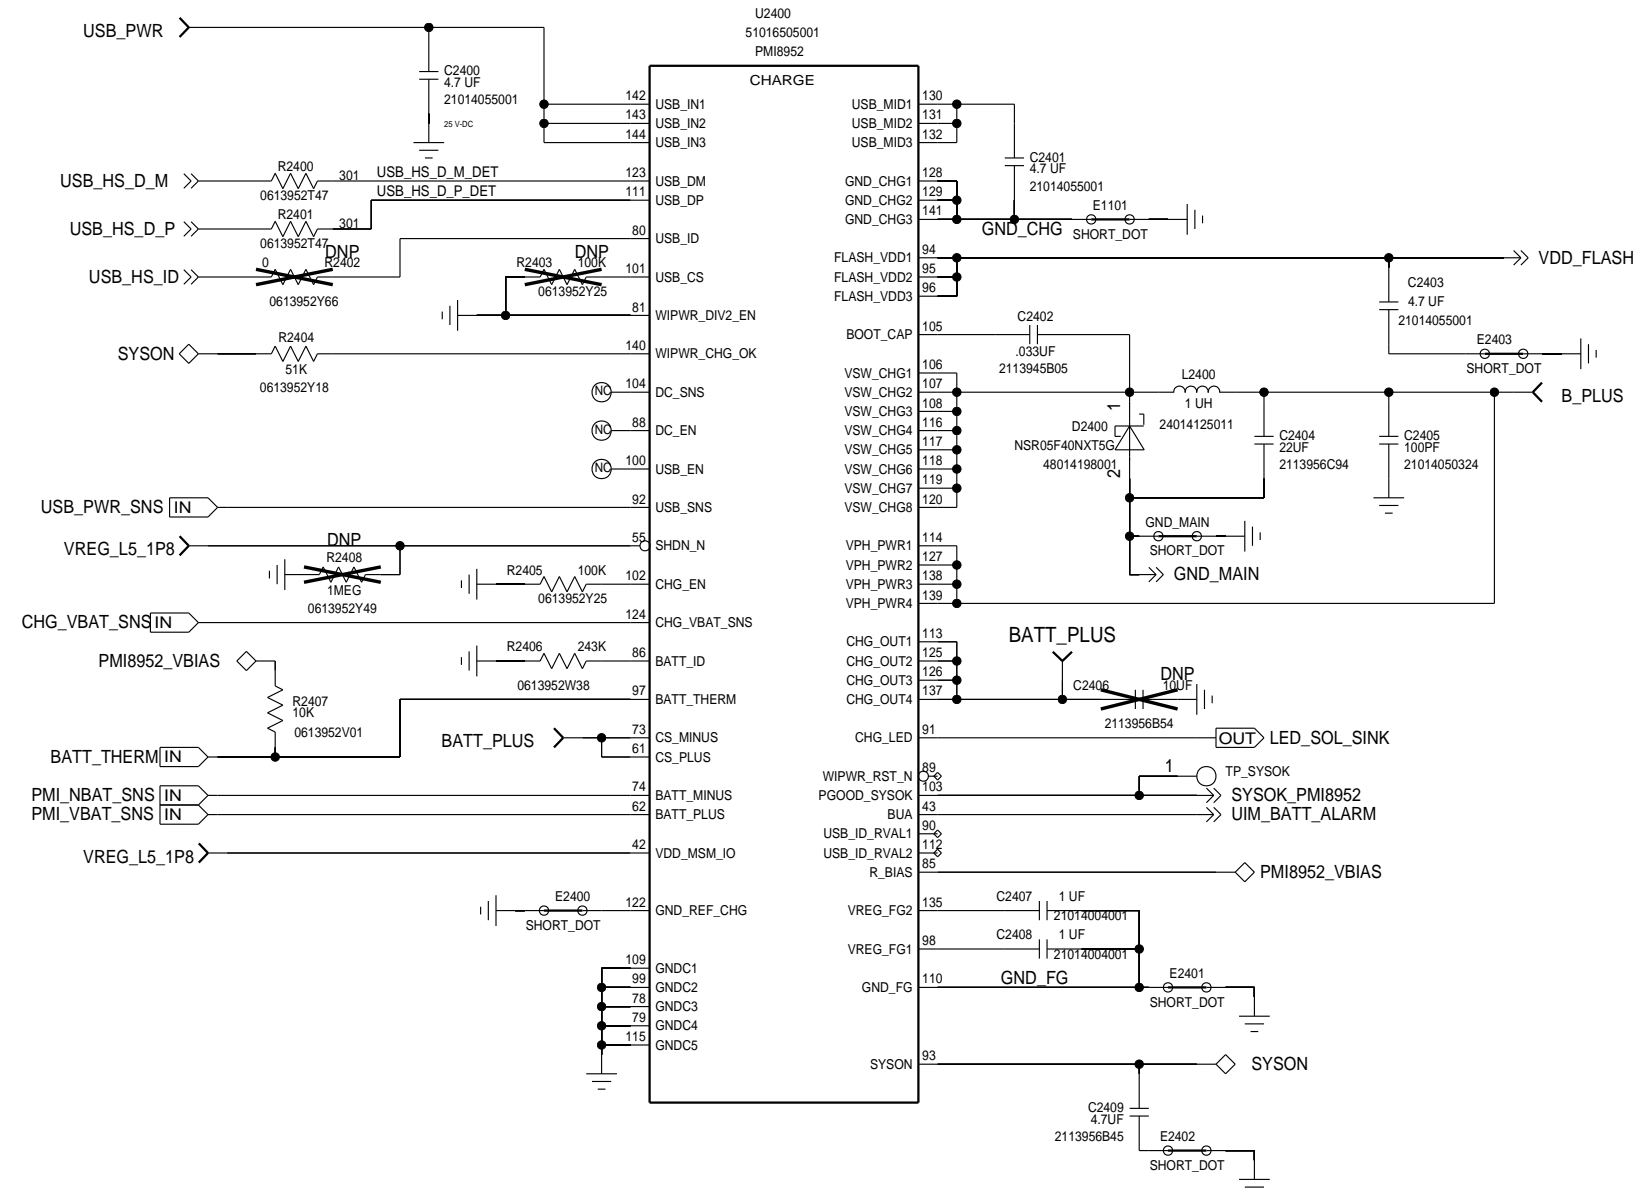 U2400
51016505001
PMI8952
CHARGE
USB_PWR
C2400
4.7 UF
21014055001
25 V-DC
142 USB_IN1
143 USB_IN2
144 USB_IN3
USB_HS_D_M
R2400
301
0613952T47
USB_HS_D_M_DET
123 USB_DM
USB_HS_D_P_DET
111 USB_DP
USB_HS_D_P
R2401
301
0613952T47
80 USB_ID
DNP
0
R2402
USB_HS_ID
0613952Y66
DNP
R2403
100K
0613952Y25
101 USB_CS
81 WIPWR_DIV2_EN
SYSON
R2404
51K
0613952Y18
140 WIPWR_CHG_OK
NC
104 DC_SNS
NC
88 DC_EN
NC
100 USB_EN
USB_PWR_SNS IN
92 USB_SNS
VREG_L5_1P8
55 SHDN_N
DNP
R2408
1MEG
0613952Y49
R2405
100K
0613952Y25
102 CHG_EN
CHG_VBAT_SNS IN
124 CHG_VBAT_SNS
PMI8952_VBIAS
R2406
243K
0613952W38
86 BATT_ID
R2407
10K
0613952V01
97 BATT_THERM
BATT_THERM IN
BATT_PLUS
73 CS_MINUS
61 CS_PLUS
PMI_NBAT_SNS IN
74 BATT_MINUS
PMI_VBAT_SNS IN
62 BATT_PLUS
VREG_L5_1P8
42 VDD_MSM_IO
E2400
SHORT_DOT
122 GND_REF_CHG
109 GNDC1
99 GNDC2
78 GNDC3
79 GNDC4
115 GNDC5
USB_MID1 130
USB_MID2 131
USB_MID3 132
C2401
4.7 UF
21014055001
GND_CHG1 128
GND_CHG2 129
GND_CHG3 141
GND_CHG
E1101
SHORT_DOT
FLASH_VDD1 94
FLASH_VDD2 95
FLASH_VDD3 96
VDD_FLASH
C2403
4.7 UF
21014055001
E2403
SHORT_DOT
BOOT_CAP 105
C2402
.033UF
2113945B05
VSW_CHG1 106
VSW_CHG2 107
VSW_CHG3 108
VSW_CHG4 116
VSW_CHG5 117
VSW_CHG6 118
VSW_CHG7 119
VSW_CHG8 120
L2400
1 UH
24014125011
B_PLUS
1
D2400
NSR05F40NXT5G
48014198001
2
C2404
22UF
2113956C94
C2405
100PF
21014050324
GND_MAIN
SHORT_DOT
GND_MAIN
VPH_PWR1 114
VPH_PWR2 127
VPH_PWR3 138
VPH_PWR4 139
CHG_OUT1 113
CHG_OUT2 125
CHG_OUT3 126
CHG_OUT4 137
BATT_PLUS
DNP
C2406
10UF
2113956B54
CHG_LED 91
OUT LED_SOL_SINK
WIPWR_RST_N 89
1
TP_SYSOK
PGOOD_SYSOK 103
SYSOK_PMI8952
BUA 43
UIM_BATT_ALARM
USB_ID_RVAL1 90
USB_ID_RVAL2 112
R_BIAS 85
PMI8952_VBIAS
VREG_FG2 135
C2407
1 UF
21014004001
VREG_FG1 98
C2408
1 UF
21014004001
GND_FG 110
GND_FG
E2401
SHORT_DOT
SYSON 93
SYSON
C2409
4.7UF
2113956B45
E2402
SHORT_DOT